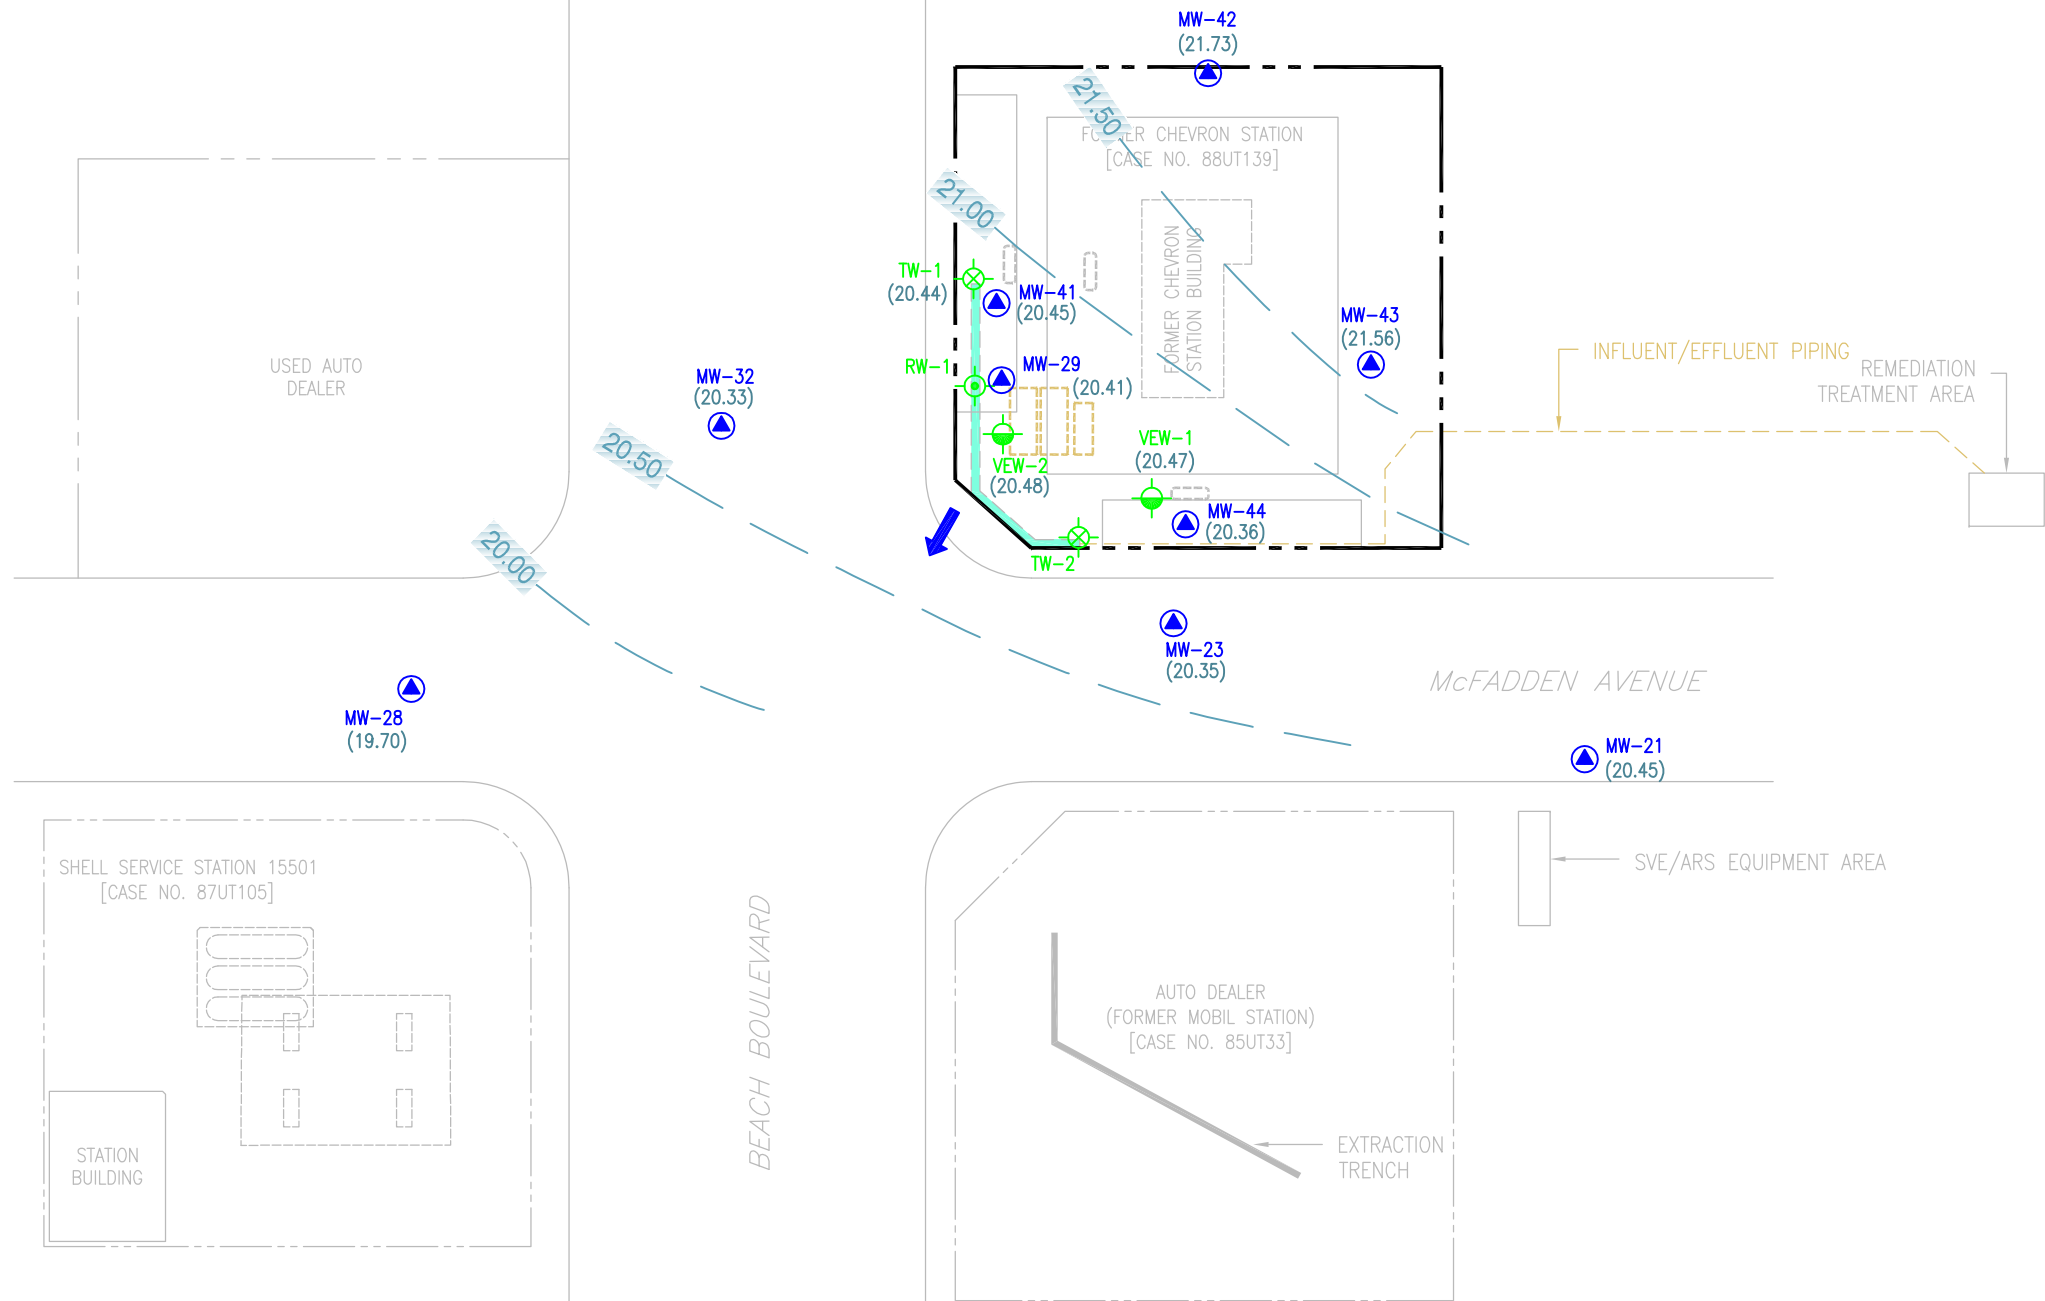 MW-42
(21.73)
21.50
FORMER CHEVRON STATION
[CASE NO. 88UT139]
21.00
FORMER CHEVRON
STATION BUILDING
TW-1
(20.44)
MW-41
(20.45)
MW-43
(21.56)
RW-1
MW-29
(20.41)
INFLUENT/EFFLUENT PIPING
REMEDIATION
TREATMENT AREA
USED AUTO
DEALER
MW-32
(20.33)
20.50
VEW-1
(20.47)
VEW-2
(20.48)
MW-44
(20.36)
20.00
TW-2
MW-23
(20.35)
McFADDEN AVENUE
MW-28
(19.70)
MW-21
(20.45)
SHELL SERVICE STATION 15501
[CASE NO. 87UT105]
SVE/ARS EQUIPMENT AREA
BEACH BOULEVARD
AUTO DEALER
(FORMER MOBIL STATION)
[CASE NO. 85UT33]
STATION
BUILDING
EXTRACTION
TRENCH